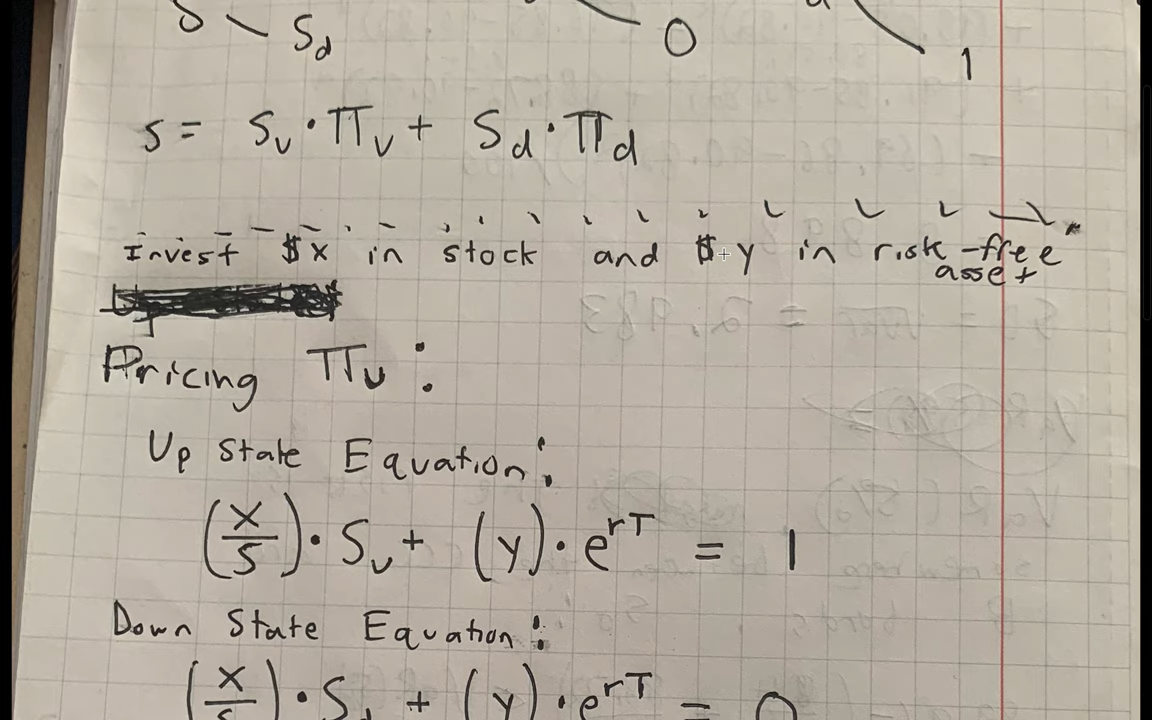 S S_d 0 1
S = S_u · π_u + S_d · π_d
Invest $x in stock and $y in risk-free
asset
Pricing π_u :
Up State Equation:
(x/S) · S_u + (y) · e^{rT} = 1
Down State Equation:
(x/S) · S_d + (y) · e^{rT} = 0